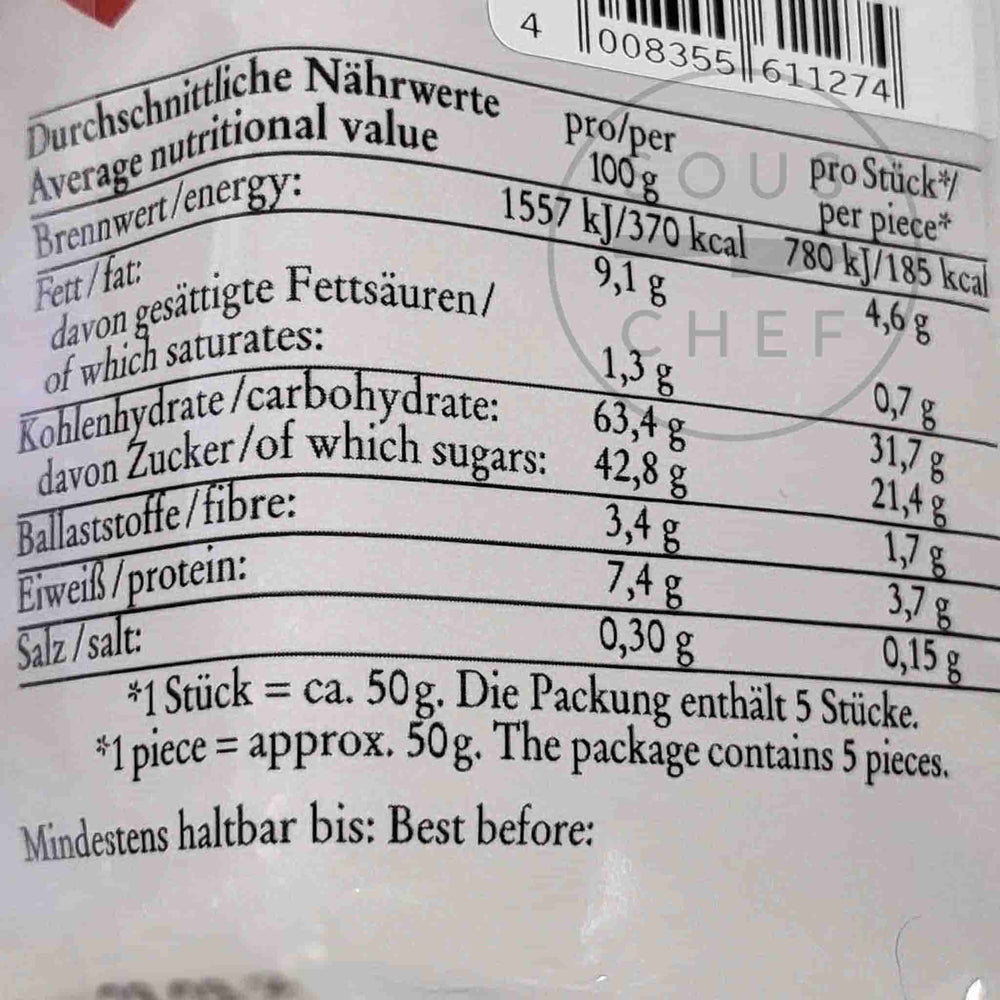 4 008355 611274
Durchschnittliche Nährwerte
Average nutritional value
pro/per
100 g
pro Stück*/
per piece*
Brennwert/energy: 1557 kJ/370 kcal 780 kJ/185 kcal
Fett/fat: 9,1 g 4,6 g
davon gesättigte Fettsäuren/
of which saturates: 1,3 g 0,7 g
Kohlenhydrate/carbohydrate: 63,4 g 31,7 g
davon Zucker/of which sugars: 42,8 g 21,4 g
Ballaststoffe/fibre: 3,4 g 1,7 g
Eiweiß/protein: 7,4 g 3,7 g
Salz/salt: 0,30 g 0,15 g
*1 Stück = ca. 50g. Die Packung enthält 5 Stücke.
*1 piece = approx. 50g. The package contains 5 pieces.
Mindestens haltbar bis: Best before:
SOUS
CHEF